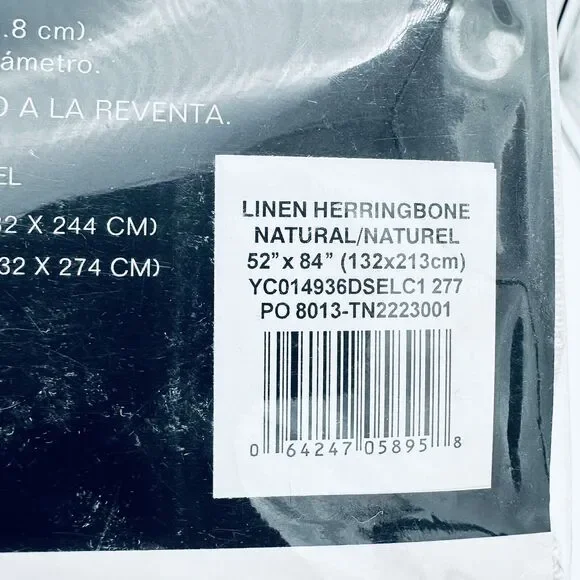 .8 cm).
ámetro.
O A LA REVENTA.
EL
32 X 244 CM)
32 X 274 CM)
LINEN HERRINGBONE
NATURAL/NATUREL
52" x 84" (132x213cm)
YC014936DSELC1 277
PO 8013-TN2223001
0 64247 05895 8